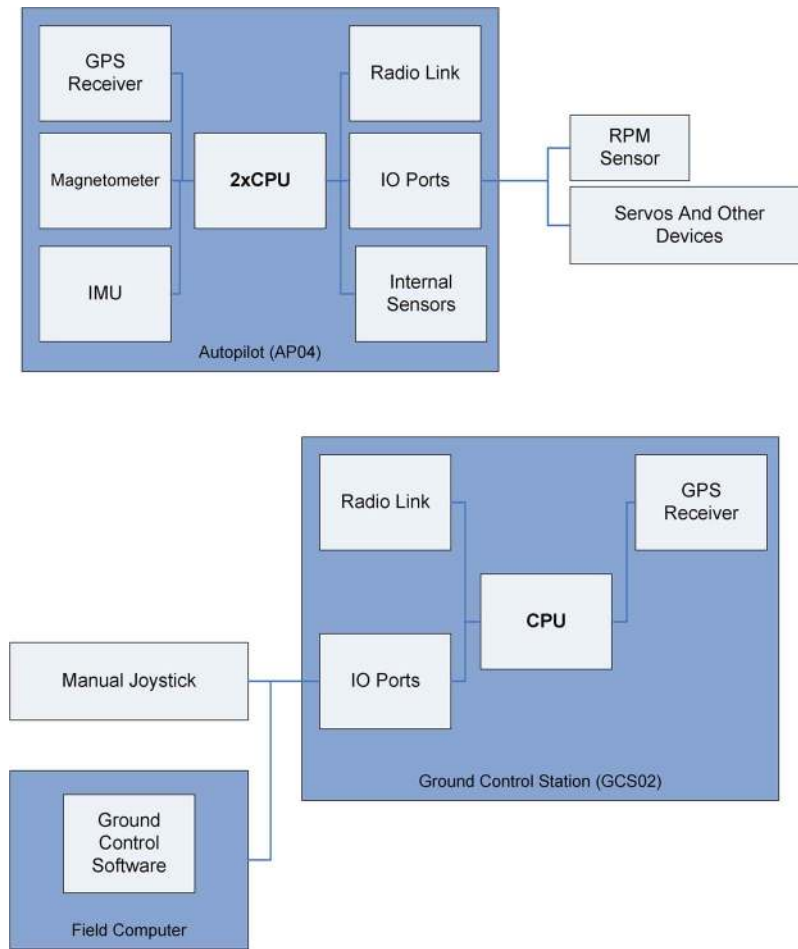 GPS
Receiver
Radio Link
RPM
Sensor
Magnetometer
2xCPU
IO Ports
Servos And Other
Devices
IMU
Internal
Sensors
Autopilot (AP04)
Radio Link
GPS
Receiver
CPU
Manual Joystick
IO Ports
Ground Control Station (GCS02)
Ground
Control
Software
Field Computer